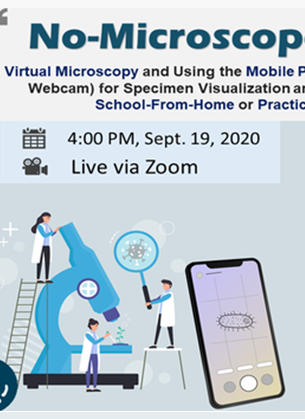 No-Microscop
Virtual Microscopy and Using the Mobile P
Webcam) for Specimen Visualization an
School-From-Home or Practic
4:00 PM, Sept. 19, 2020
Live via Zoom